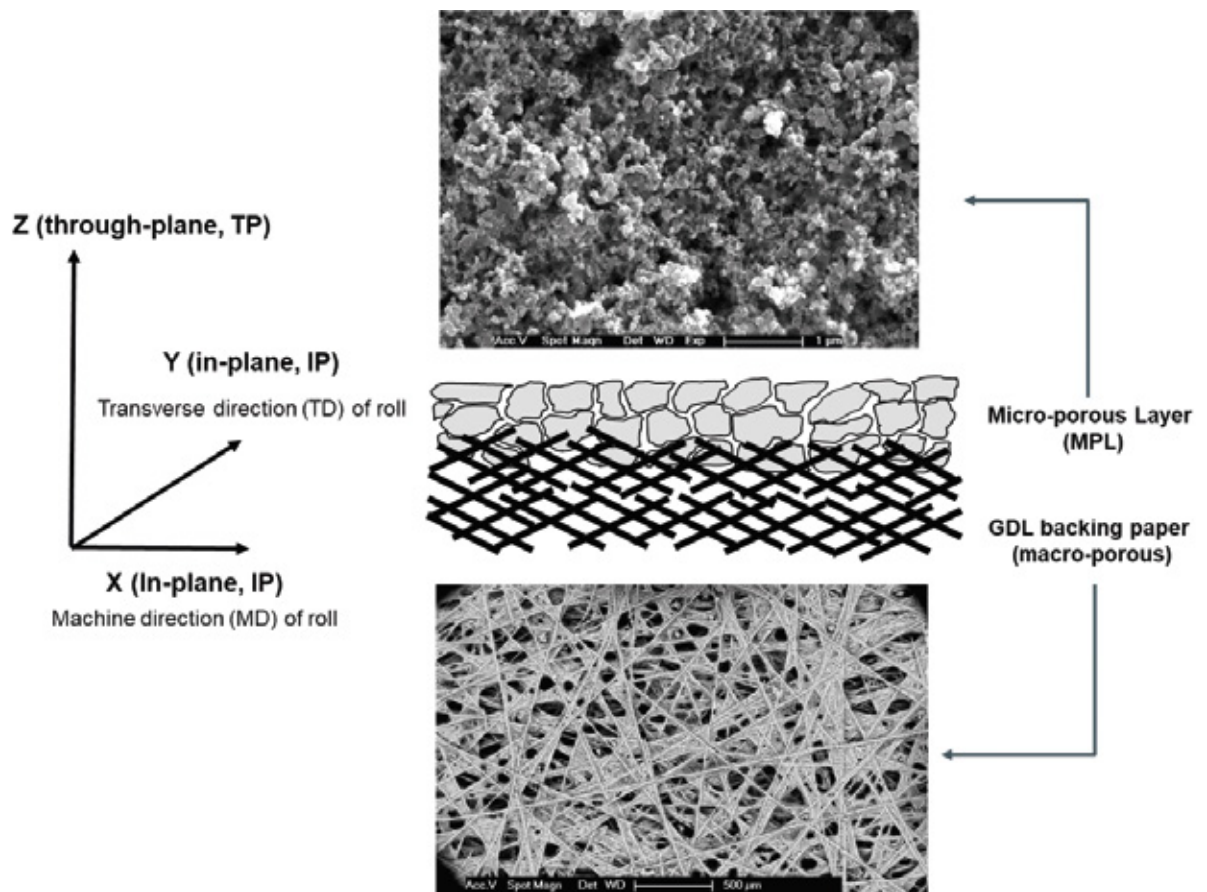 Z (through-plane, TP)
Y (in-plane, IP)
Transverse direction (TD) of roll
X (In-plane, IP)
Machine direction (MD) of roll
Acc.V Spot Magn Det WD Exp 1 µm
Micro-porous Layer
(MPL)
GDL backing paper
(macro-porous)
Acc.V Spot Magn Det WD 500 µm